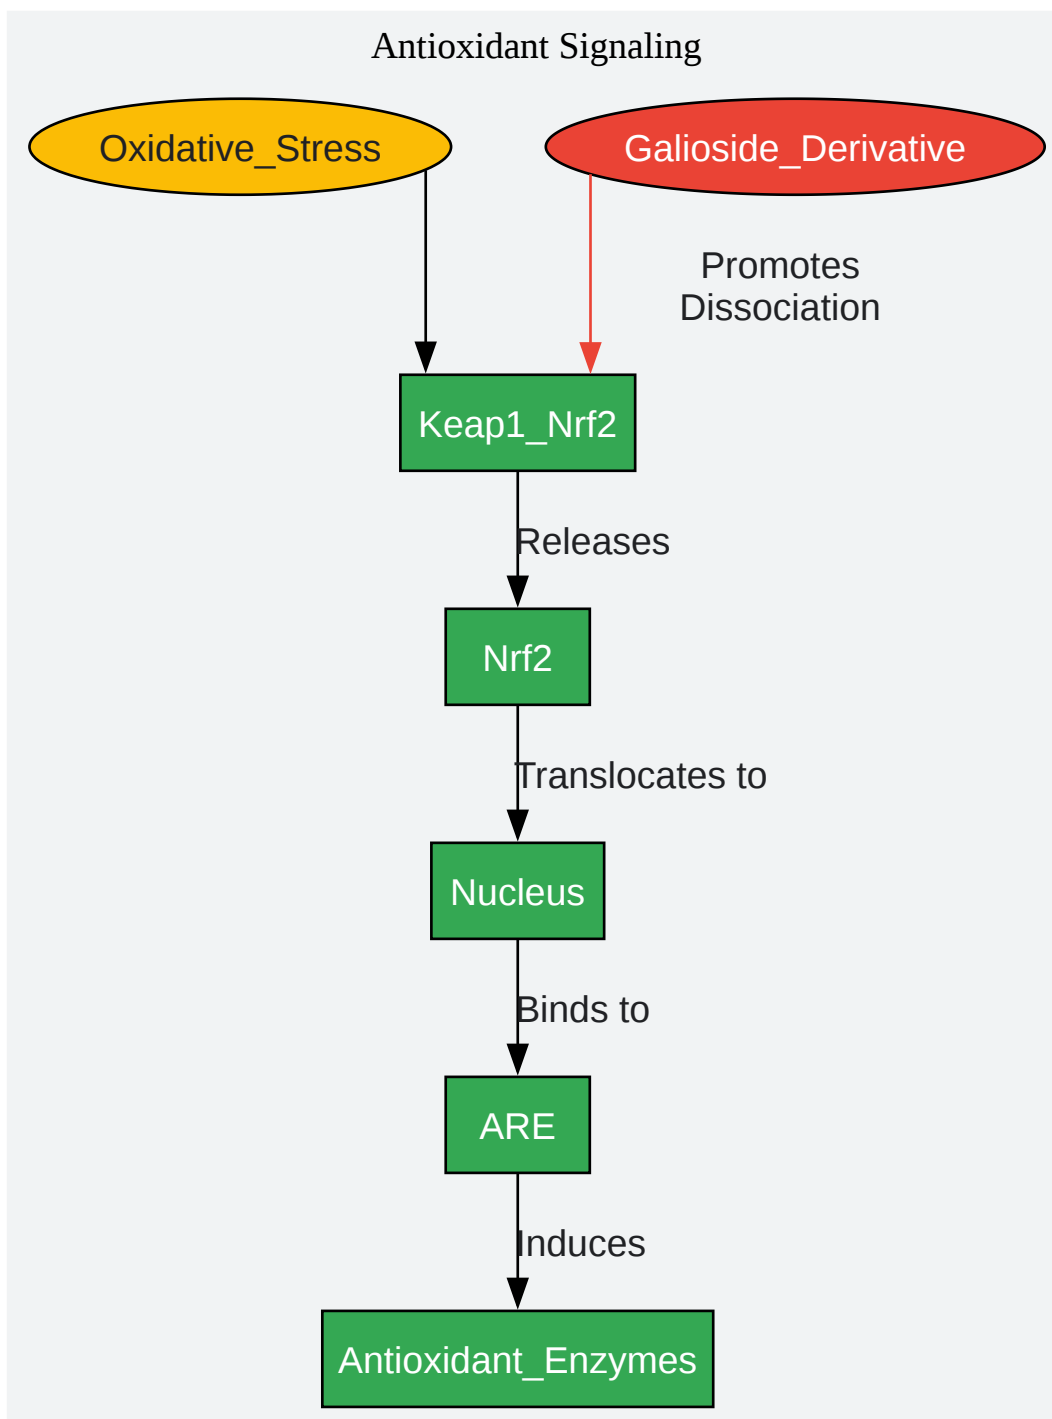 Antioxidant Signaling
Oxidative_Stress
Galioside_Derivative
Promotes
Dissociation
Keap1_Nrf2
Releases
Nrf2
Translocates to
Nucleus
Binds to
ARE
Induces
Antioxidant_Enzymes